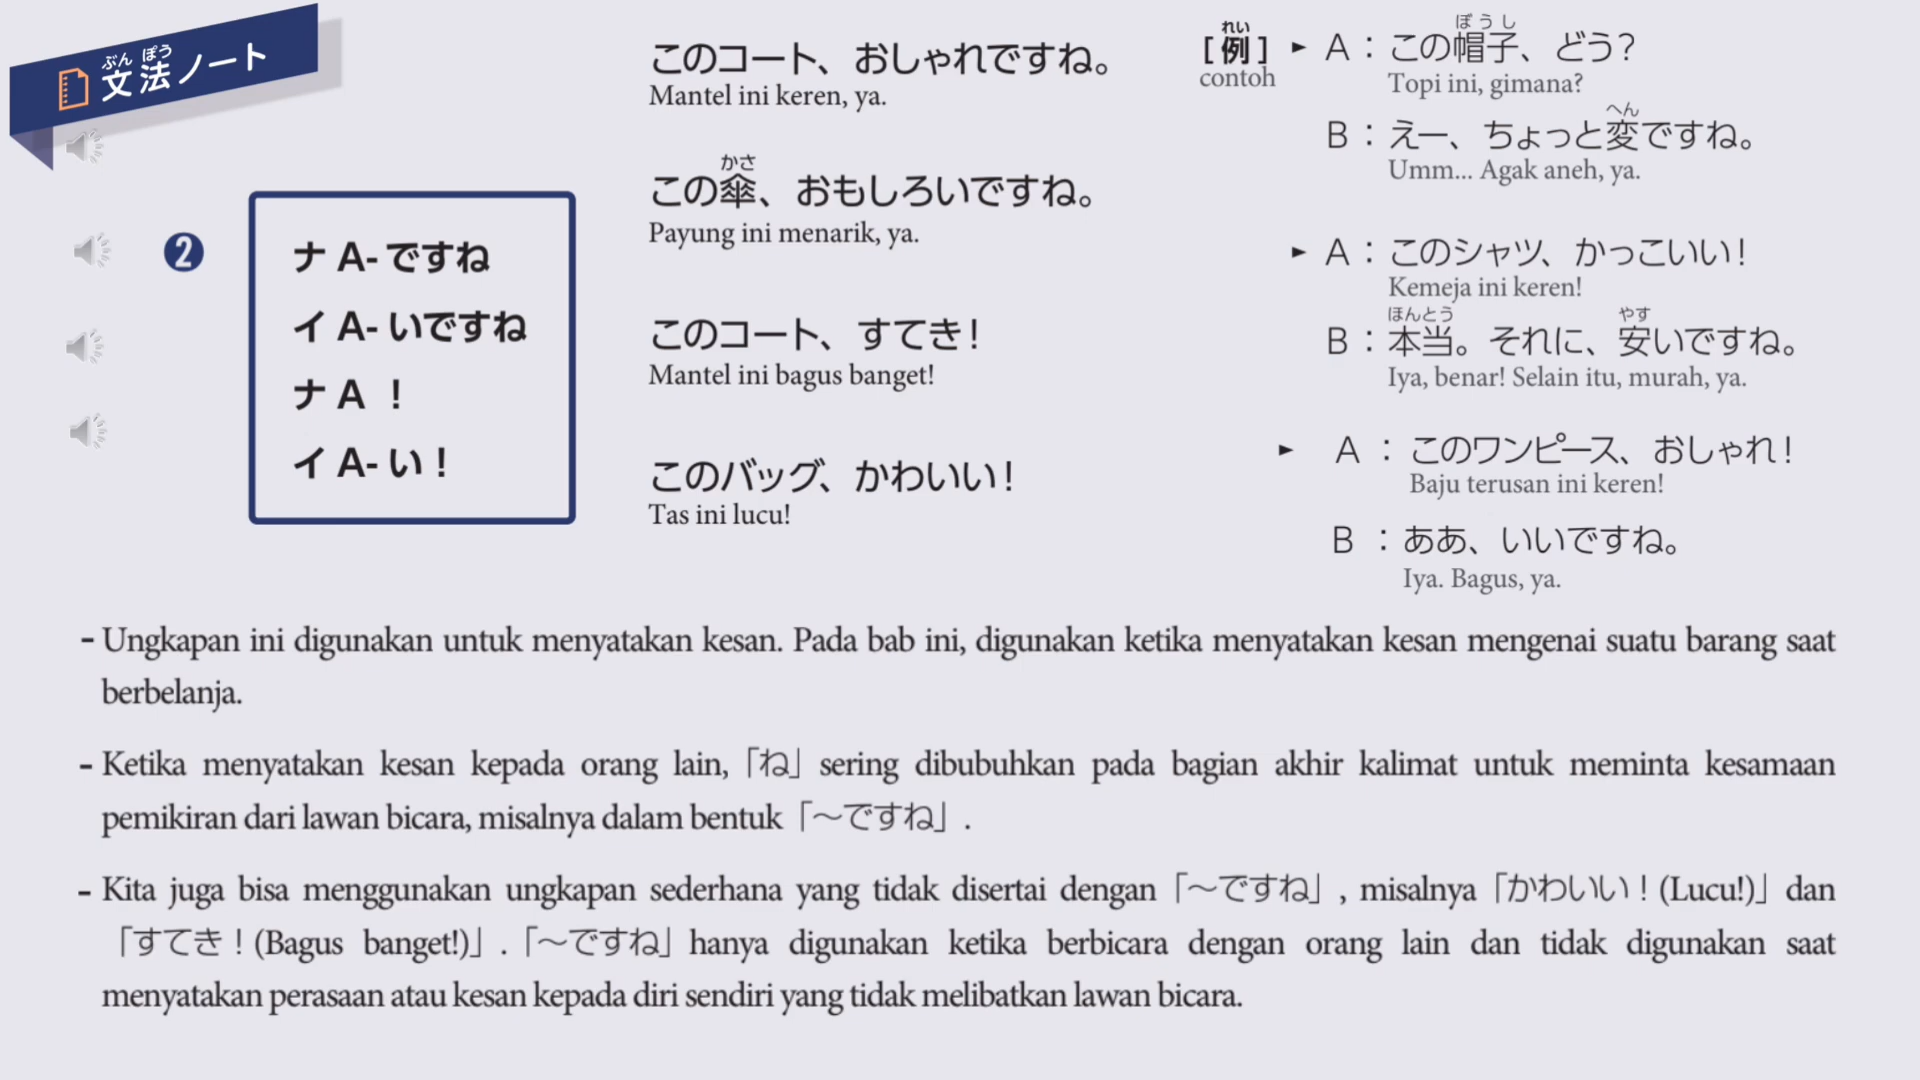 ぶん ぽう
文法ノート
❷
ナ A- ですね
イ A- いですね
ナ A ！
イ A- い！
このコート、おしゃれですね。
Mantel ini keren, ya.
かさ
この傘、おもしろいですね。
Payung ini menarik, ya.
このコート、すてき！
Mantel ini bagus banget!
このバッグ、かわいい！
Tas ini lucu!
れい
[例]
contoh
ぼうし
► A：この帽子、どう？
Topi ini, gimana?
へん
B：えー、ちょっと変ですね。
Umm... Agak aneh, ya.
► A：このシャツ、かっこいい！
Kemeja ini keren!
ほんとう やす
B：本当。それに、安いですね。
Iya, benar! Selain itu, murah, ya.
► A：このワンピース、おしゃれ！
Baju terusan ini keren!
B：ああ、いいですね。
Iya. Bagus, ya.
- Ungkapan ini digunakan untuk menyatakan kesan. Pada bab ini, digunakan ketika menyatakan kesan mengenai suatu barang saat
berbelanja.
- Ketika menyatakan kesan kepada orang lain,「ね」sering dibubuhkan pada bagian akhir kalimat untuk meminta kesamaan
pemikiran dari lawan bicara, misalnya dalam bentuk「～ですね」.
- Kita juga bisa menggunakan ungkapan sederhana yang tidak disertai dengan「～ですね」, misalnya「かわいい！(Lucu!)」dan
「すてき！(Bagus banget!)」.「～ですね」hanya digunakan ketika berbicara dengan orang lain dan tidak digunakan saat
menyatakan perasaan atau kesan kepada diri sendiri yang tidak melibatkan lawan bicara.